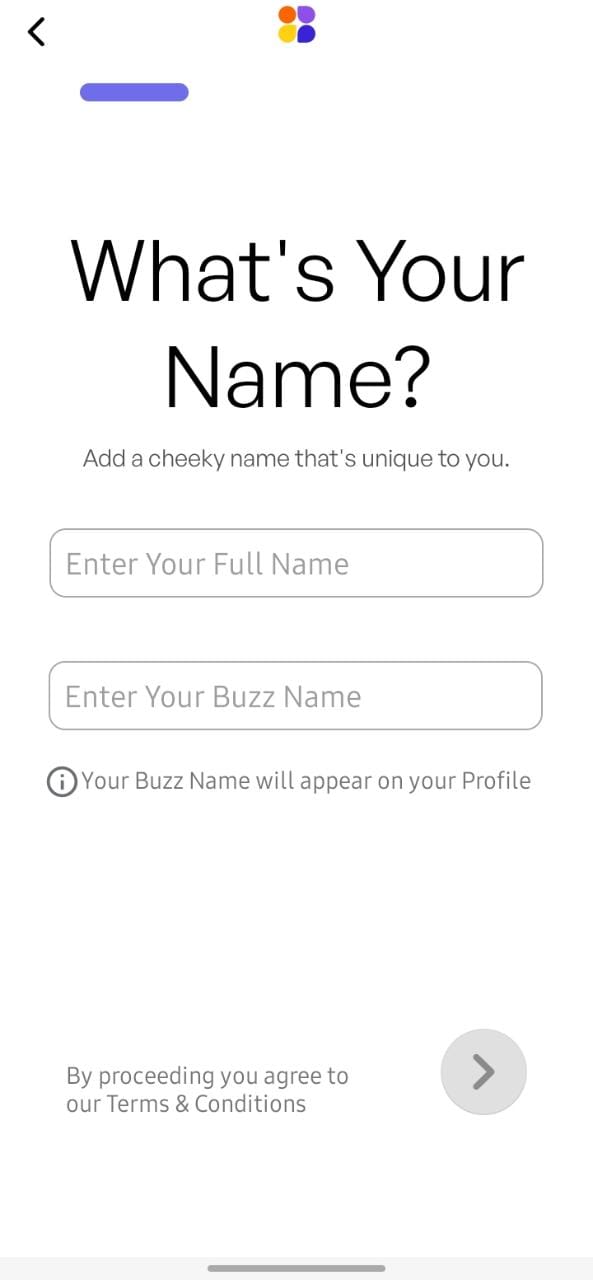 What's Your
Name?
Add a cheeky name that's unique to you.
Enter Your Full Name
Enter Your Buzz Name
Your Buzz Name will appear on your Profile
By proceeding you agree to
our Terms & Conditions